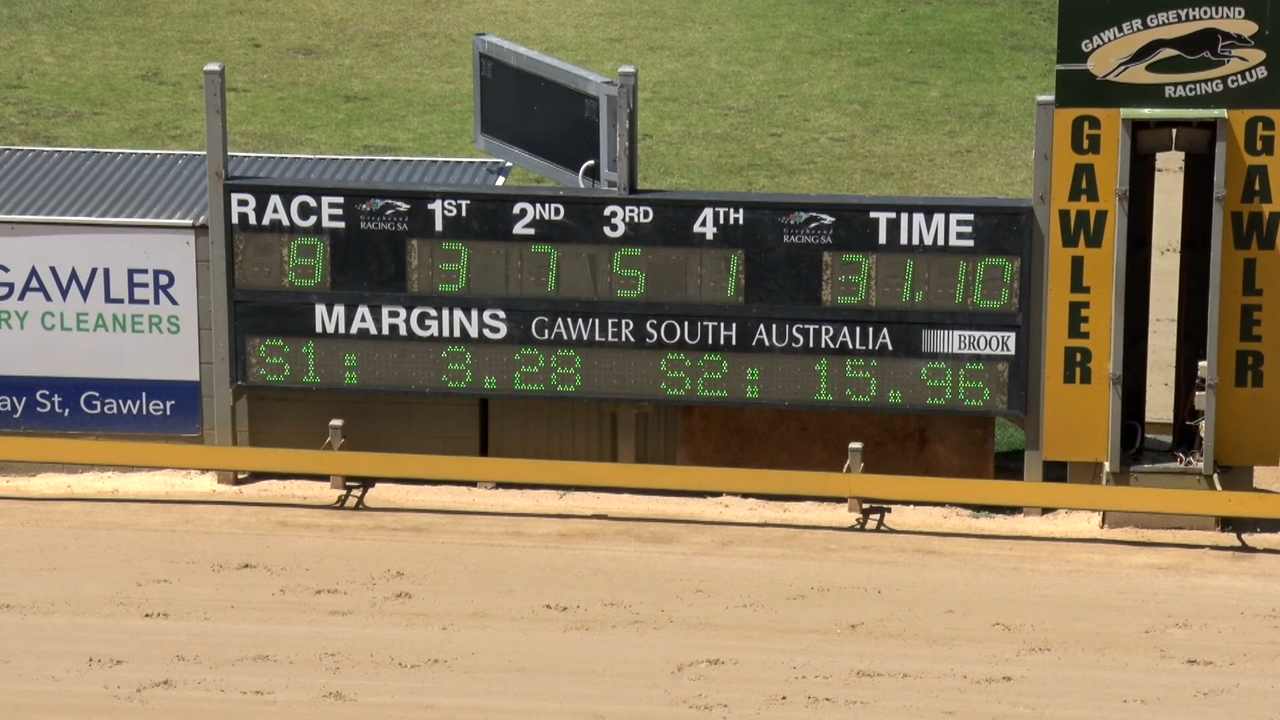 GAWLER GREYHOUND
RACING CLUB
RACE Greyhound RACING SA 1ST 2ND 3RD 4TH Greyhound RACING SA TIME
3 7 5 1 31.10
MARGINS GAWLER SOUTH AUSTRALIA BROOK
S1: 3.28 S2: 15.96
GAWLER
RY CLEANERS
ay St, Gawler
GAWLER
GAWLER